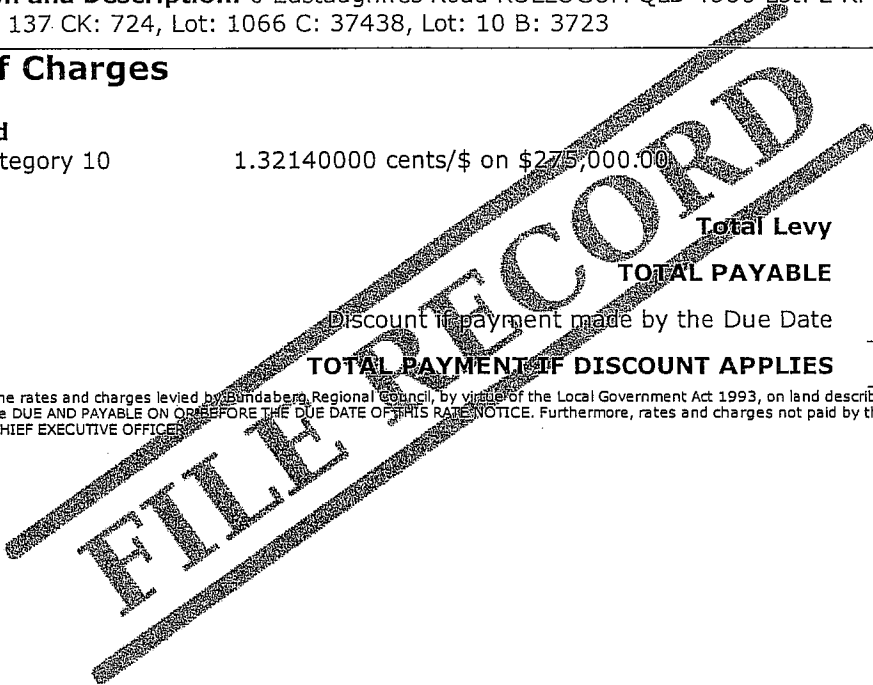 137 CK: 724, Lot: 1066 C: 37438, Lot: 10 B: 3723
f Charges
d
tegory 10 1.32140000 cents/$ on $275,000.00
Total Levy
TOTAL PAYABLE
Discount if payment made by the Due Date
TOTAL PAYMENT IF DISCOUNT APPLIES
he rates and charges levied by Bundaberg Regional Council, by virtue of the Local Government Act 1993, on land describ
e DUE AND PAYABLE ON OR BEFORE THE DUE DATE OF THIS RATE NOTICE. Furthermore, rates and charges not paid by th
HIEF EXECUTIVE OFFICER
FILE RECORD